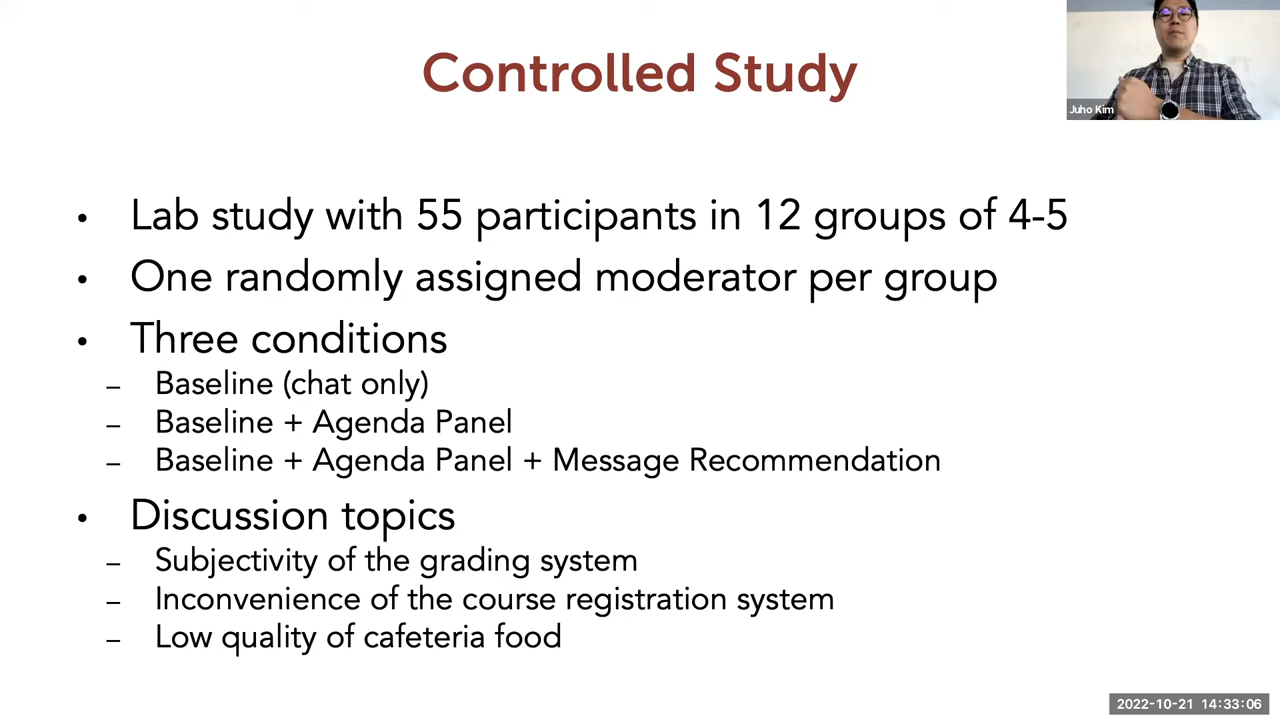 Controlled Study
Juho Kim
• Lab study with 55 participants in 12 groups of 4-5
• One randomly assigned moderator per group
• Three conditions
– Baseline (chat only)
– Baseline + Agenda Panel
– Baseline + Agenda Panel + Message Recommendation
• Discussion topics
– Subjectivity of the grading system
– Inconvenience of the course registration system
– Low quality of cafeteria food
2022-10-21 14:33:06